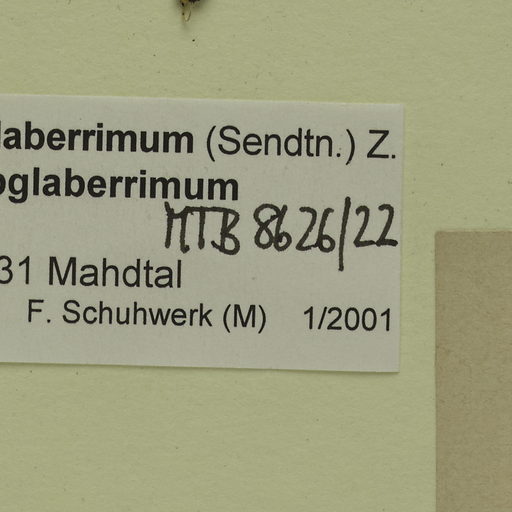 laberrimum (Sendtn.) Z.
oglaberrimum
MTB 8626/22
31 Mahdtal
F. Schuhwerk (M) 1/2001